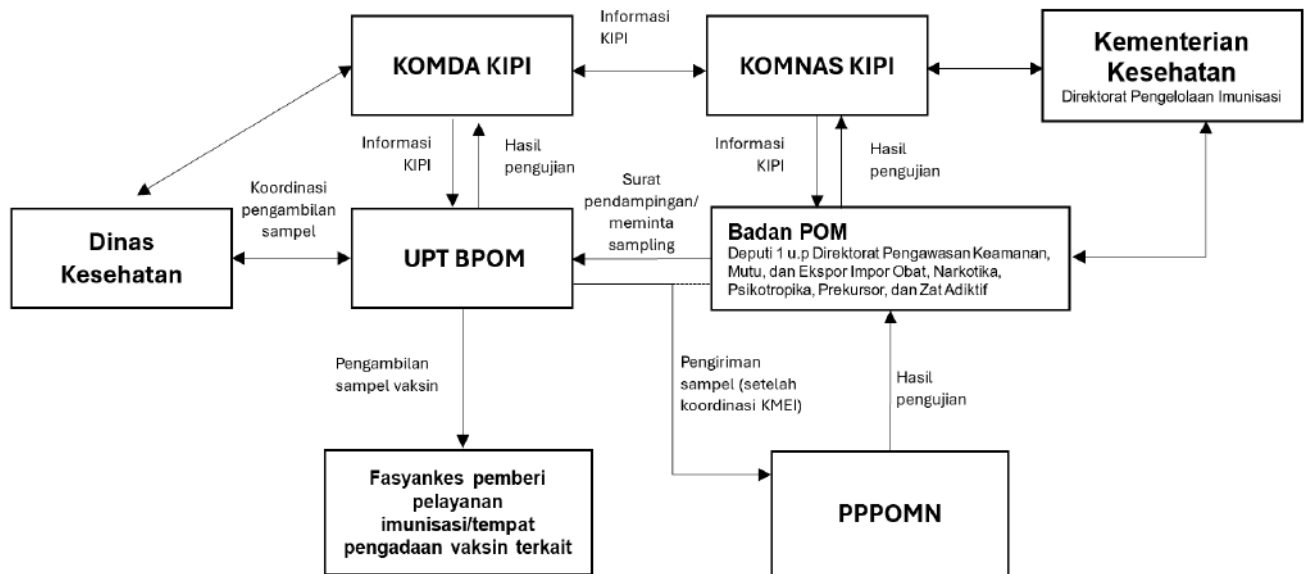 Informasi
KIPI
KOMDA KIPI
KOMNAS KIPI
Kementerian
Kesehatan
Direktorat Pengelolaan Imunisasi
Informasi
KIPI
Hasil
pengujian
Informasi
KIPI
Hasil
pengujian
Koordinasi
pengambilan
sampel
Surat
pendampingan/
meminta
sampling
Dinas
Kesehatan
UPT BPOM
Badan POM
Deputi 1 u.p Direktorat Pengawasan Keamanan,
Mutu, dan Ekspor Impor Obat, Narkotika,
Psikotropika, Prekursor, dan Zat Adiktif
Pengambilan
sampel vaksin
Pengiriman
sampel (setelah
koordinasi KMEI)
Hasil
pengujian
Fasyankes pemberi
pelayanan
imunisasi/tempat
pengadaan vaksin terkait
PPPOMN